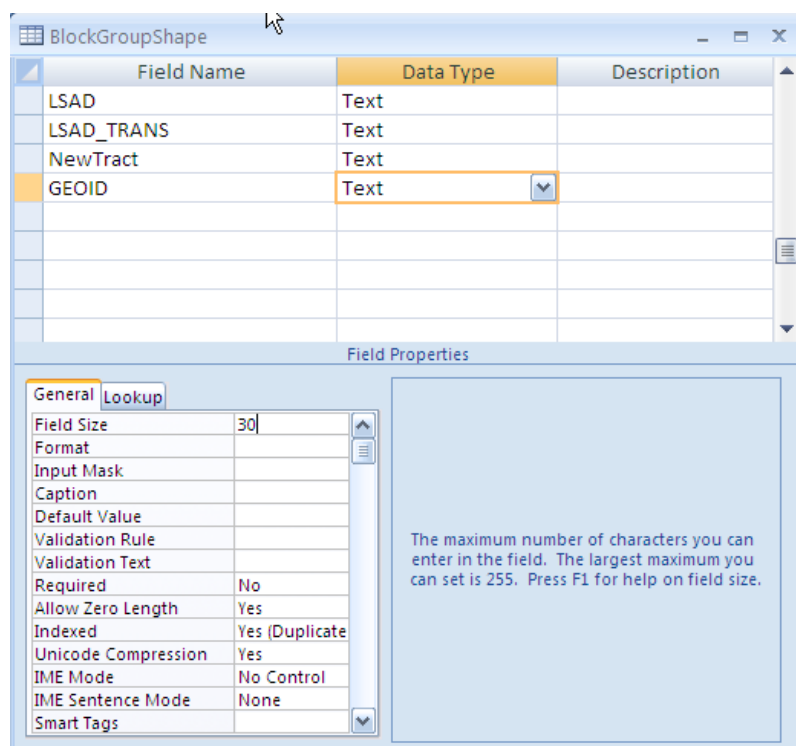 BlockGroupShape
Field Name Data Type Description
LSAD Text
LSAD_TRANS Text
NewTract Text
GEOID Text
Field Properties
General Lookup
Field Size 30
Format
Input Mask
Caption
Default Value
Validation Rule
Validation Text
Required No
Allow Zero Length Yes
Indexed Yes (Duplicate
Unicode Compression Yes
IME Mode No Control
IME Sentence Mode None
Smart Tags
The maximum number of characters you can
enter in the field. The largest maximum you
can set is 255. Press F1 for help on field size.